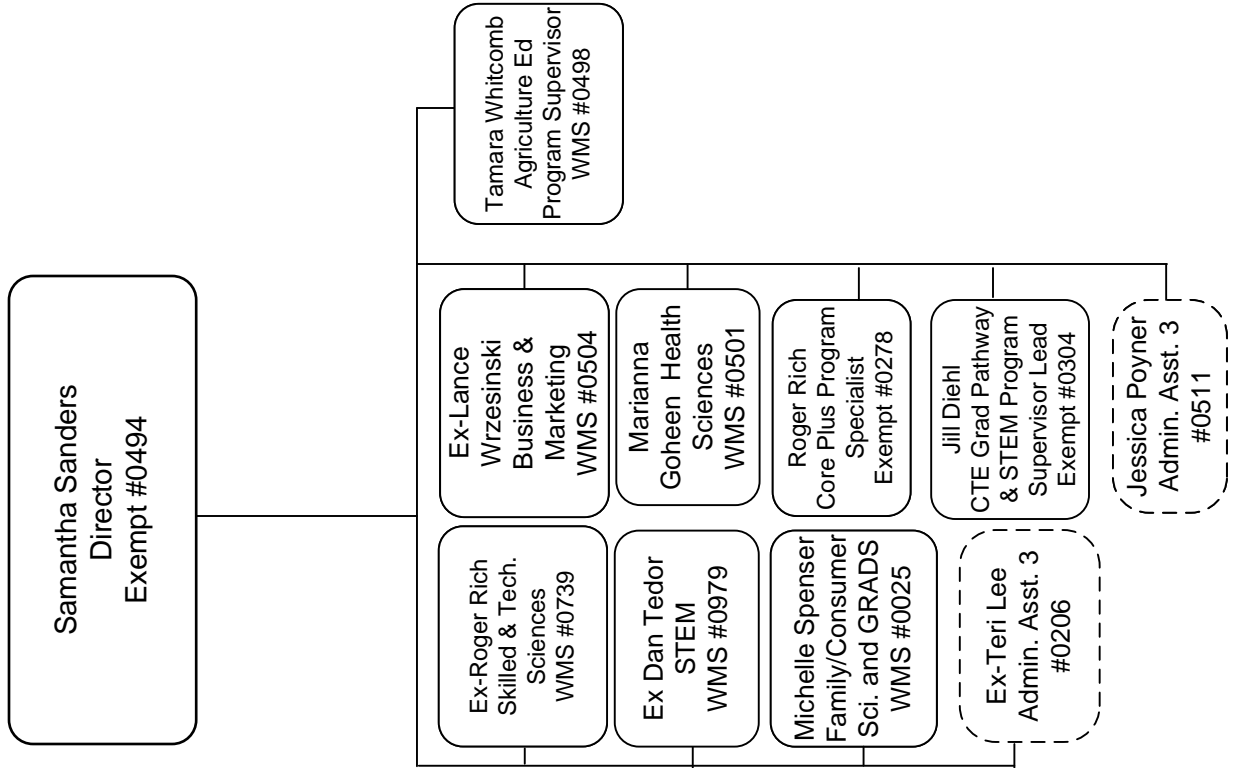 Samantha Sanders
Director
Exempt #0494
Ex-Roger Rich
Skilled & Tech.
Sciences
WMS #0739
Ex Dan Tedor
STEM
WMS #0979
Michelle Spenser
Family/Consumer
Sci. and GRADS
WMS #0025
Ex-Teri Lee
Admin. Asst. 3
#0206
Ex-Lance
Wrzesinski
Business &
Marketing
WMS #0504
Marianna
Goheen Health
Sciences
WMS #0501
Roger Rich
Core Plus Program
Specialist
Exempt #0278
Jill Diehl
CTE Grad Pathway
& STEM Program
Supervisor Lead
Exempt #0304
Jessica Poyner
Admin. Asst. 3
#0511
Tamara Whitcomb
Agriculture Ed
Program Supervisor
WMS #0498